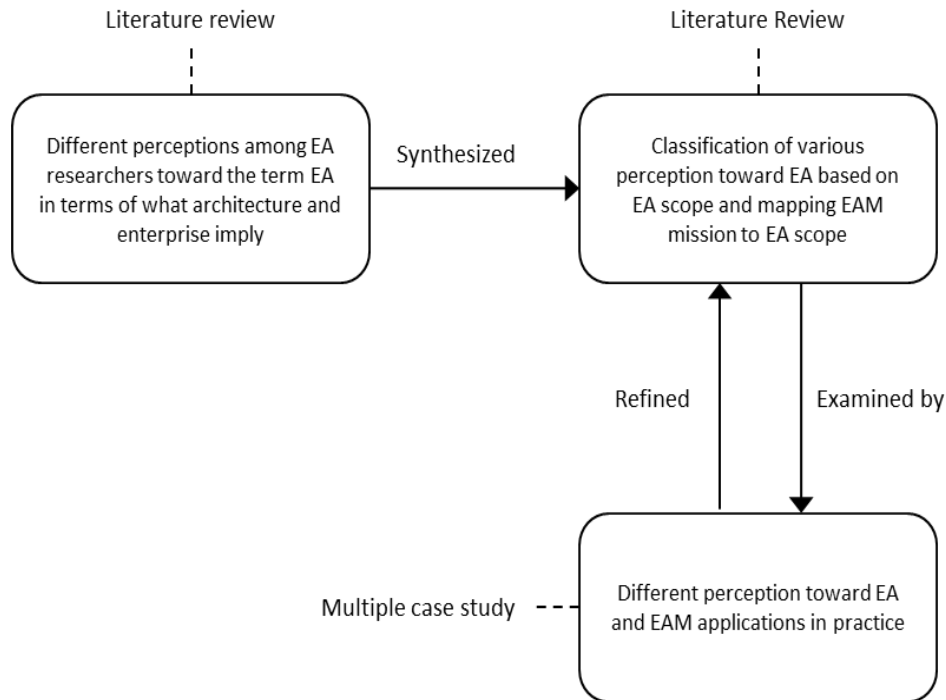 Literature review
Literature Review
Different perceptions among EA
researchers toward the term EA
in terms of what architecture and
enterprise imply
Synthesized
Classification of various
perception toward EA based on
EA scope and mapping EAM
mission to EA scope
Refined
Examined by
Multiple case study
Different perception toward EA
and EAM applications in practice